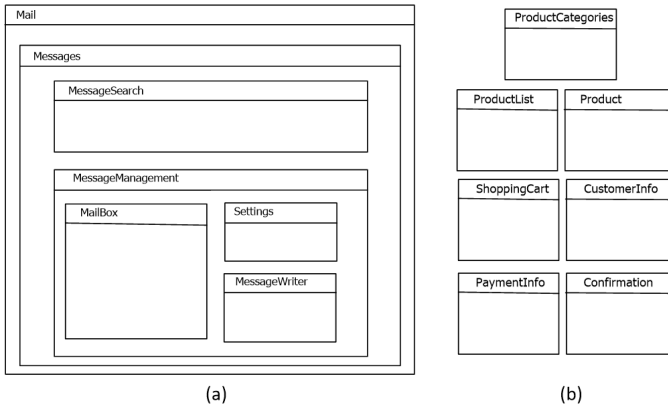 Mail
Messages
MessageSearch
MessageManagement
MailBox
Settings
MessageWriter
(a)
ProductCategories
ProductList
Product
ShoppingCart
CustomerInfo
PaymentInfo
Confirmation
(b)